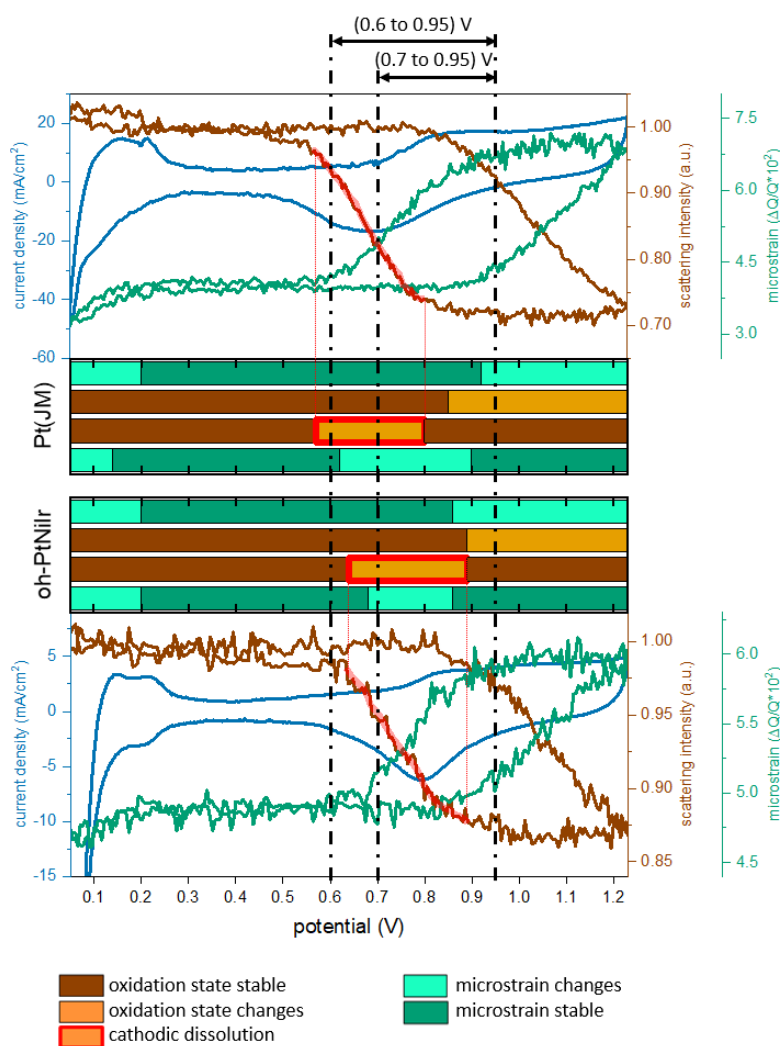 (0.6 to 0.95) V
(0.7 to 0.95) V
20
0
-20
-40
-60
current density (mA/cm²)
1.00
0.90
0.80
0.70
scattering intensity (a.u.)
7.5
6.0
4.5
3.0
microstrain (ΔQ/Q*10²)
Pt(JM)
oh-PtNiIr
5
0
-5
-10
-15
current density (mA/cm²)
1.00
0.95
0.90
0.85
scattering intensity (a.u.)
6.0
5.5
5.0
4.5
microstrain (ΔQ/Q*10²)
0.1 0.2 0.3 0.4 0.5 0.6 0.7 0.8 0.9 1.0 1.1 1.2
potential (V)
oxidation state stable
oxidation state changes
cathodic dissolution
microstrain changes
microstrain stable